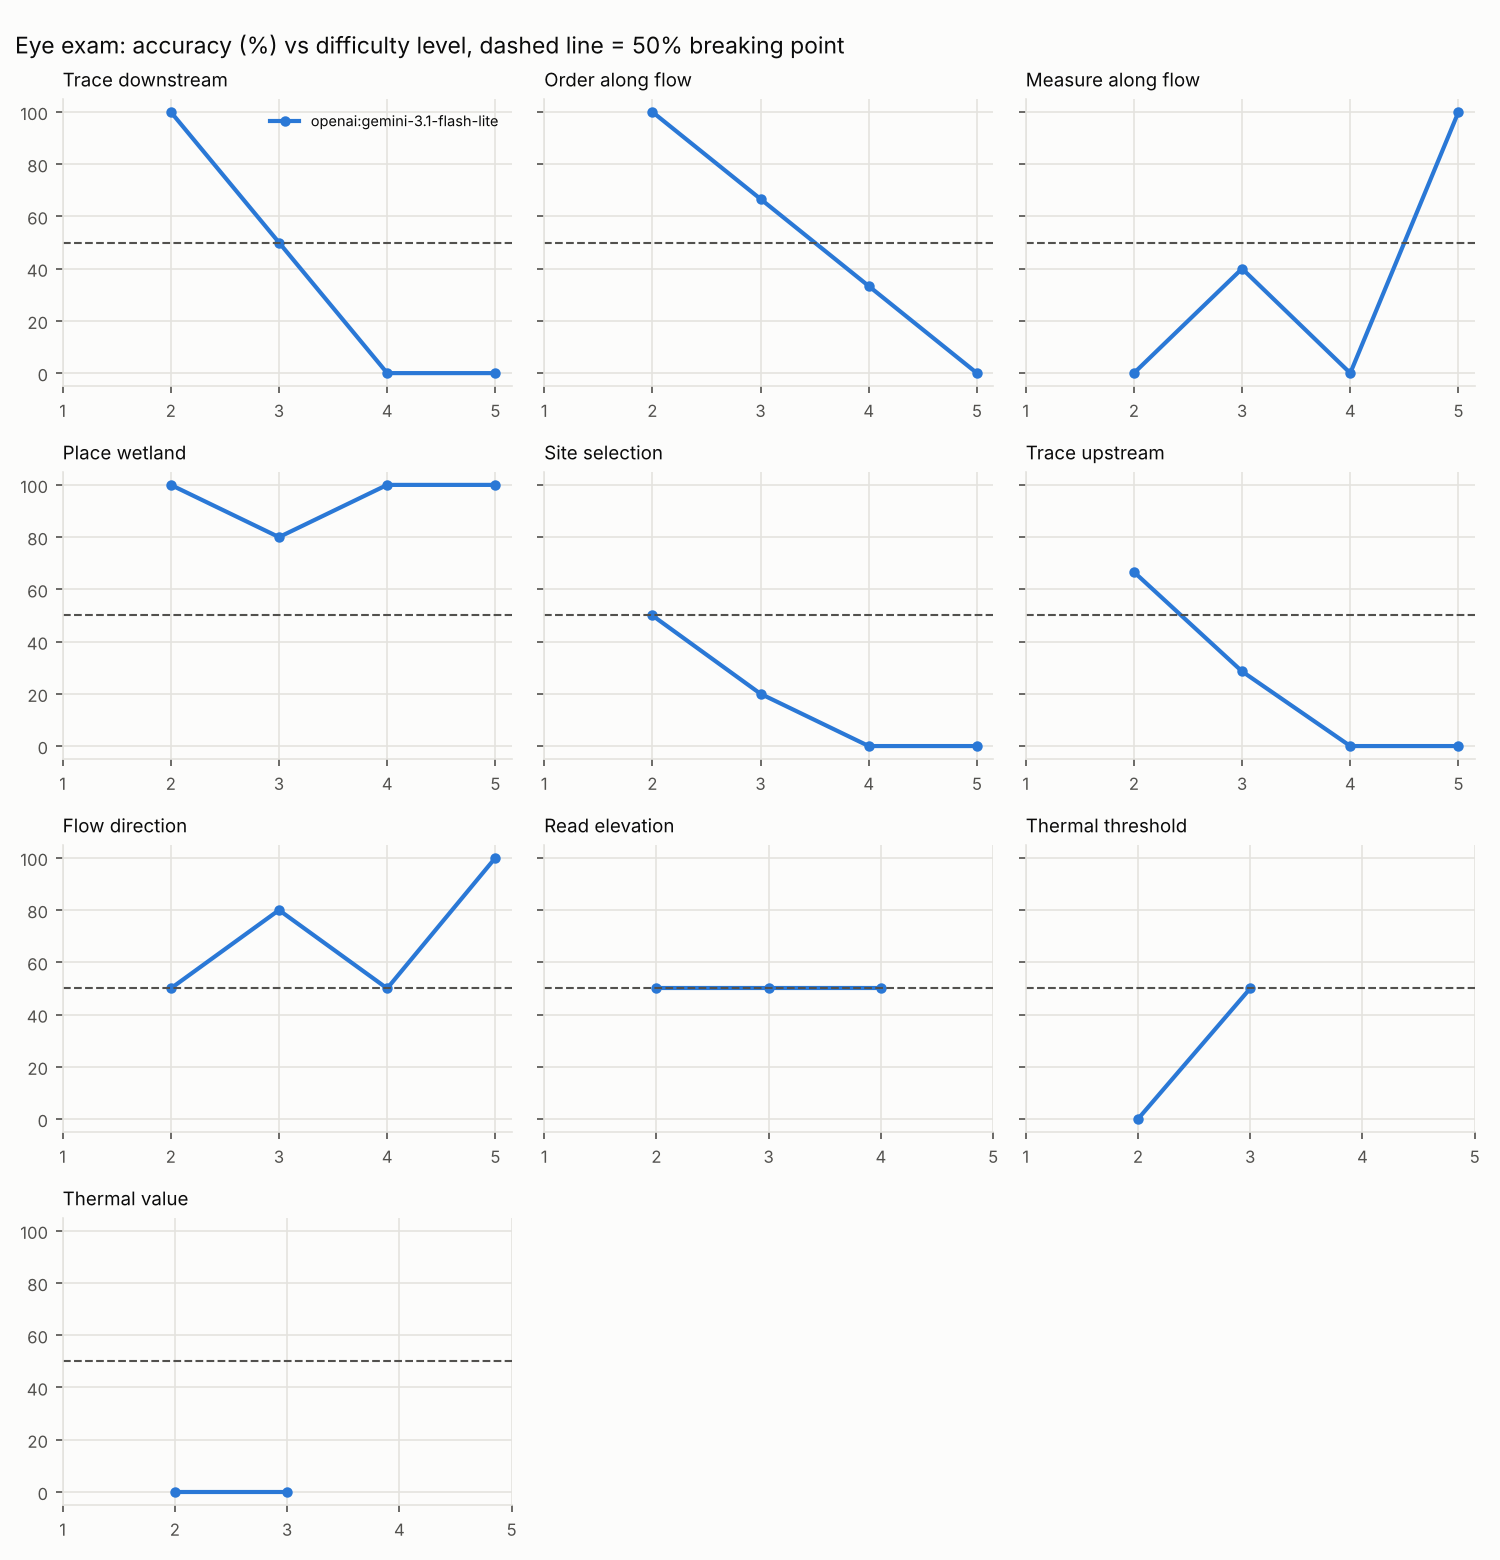 Eye exam: accuracy (%) vs difficulty level, dashed line = 50% breaking point
Trace downstream
Order along flow
Measure along flow
openai:gemini-3.1-flash-lite
100
80
60
40
20
0
1 2 3 4 5
1 2 3 4 5
1 2 3 4 5
Place wetland
Site selection
Trace upstream
100
80
60
40
20
0
1 2 3 4 5
1 2 3 4 5
1 2 3 4 5
Flow direction
Read elevation
Thermal threshold
100
80
60
40
20
0
1 2 3 4 5
1 2 3 4 5
1 2 3 4 5
Thermal value
100
80
60
40
20
0
1 2 3 4 5